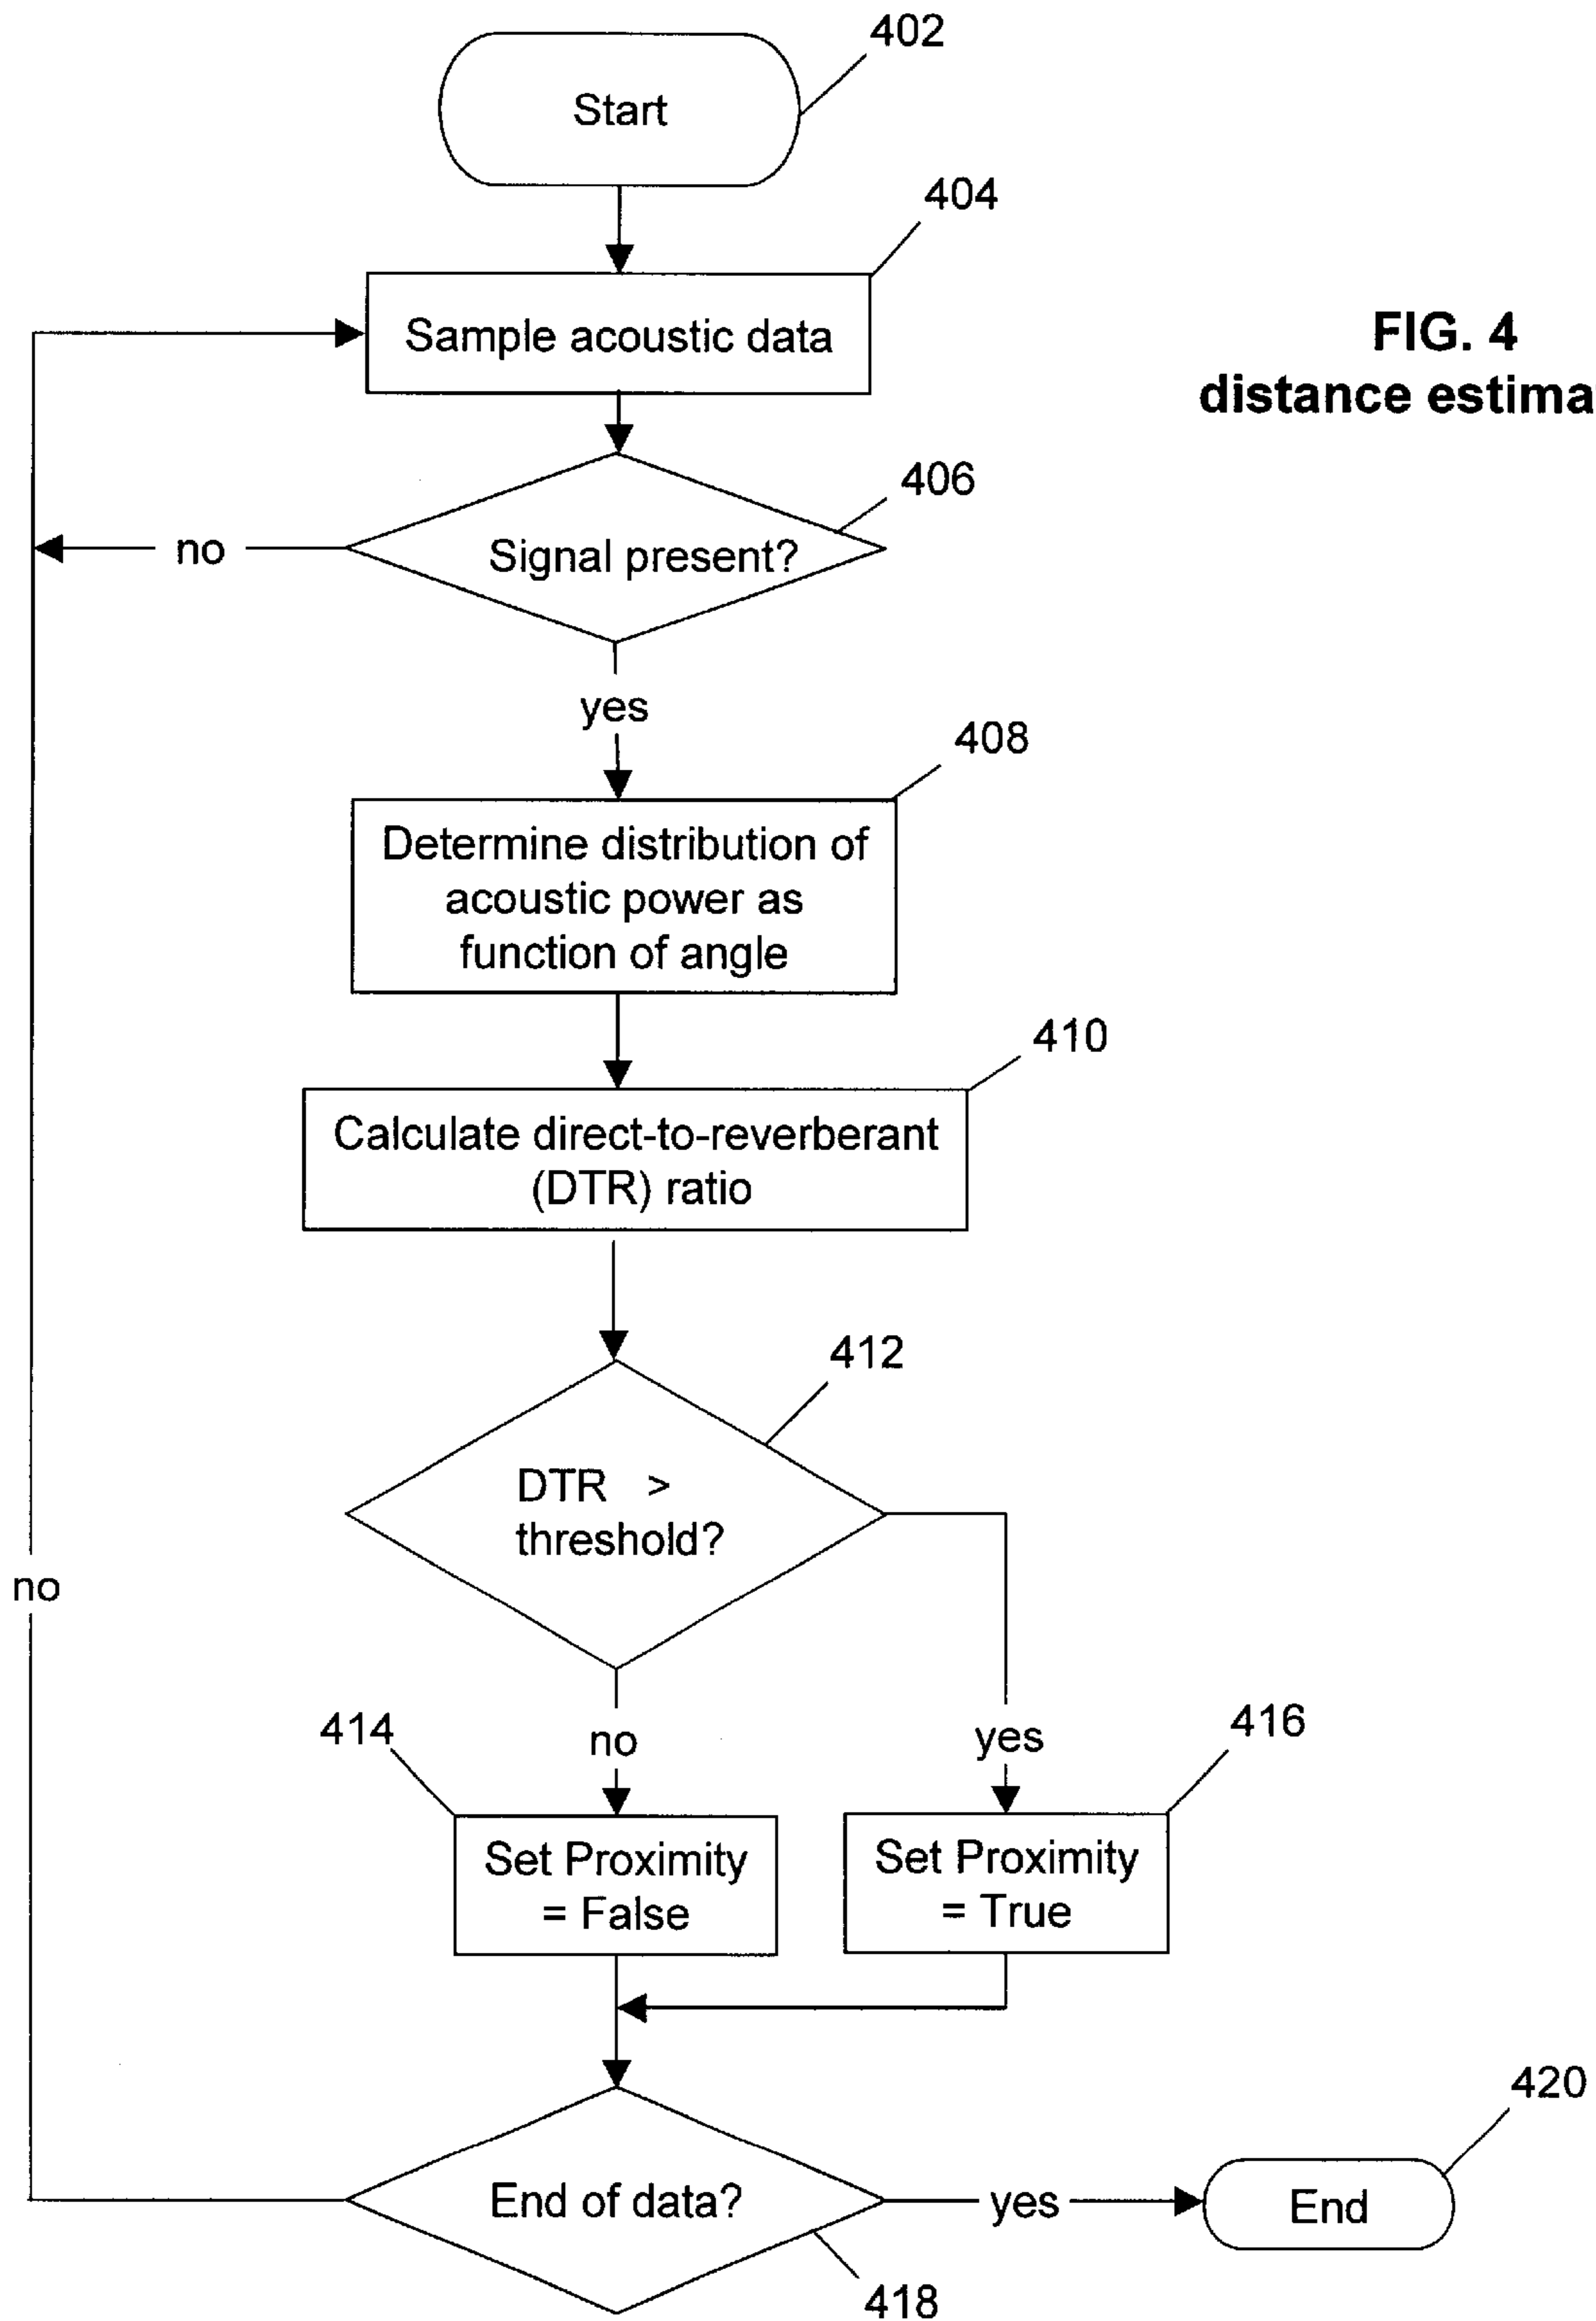 402
Start
404
Sample acoustic data
FIG. 4
distance estima
406
Signal present?
no
yes
408
Determine distribution of
acoustic power as
function of angle
410
Calculate direct-to-reverberant
(DTR) ratio
412
DTR >
threshold?
no
414
no
yes
416
Set Proximity
= False
Set Proximity
= True
420
End of data?
yes
End
418